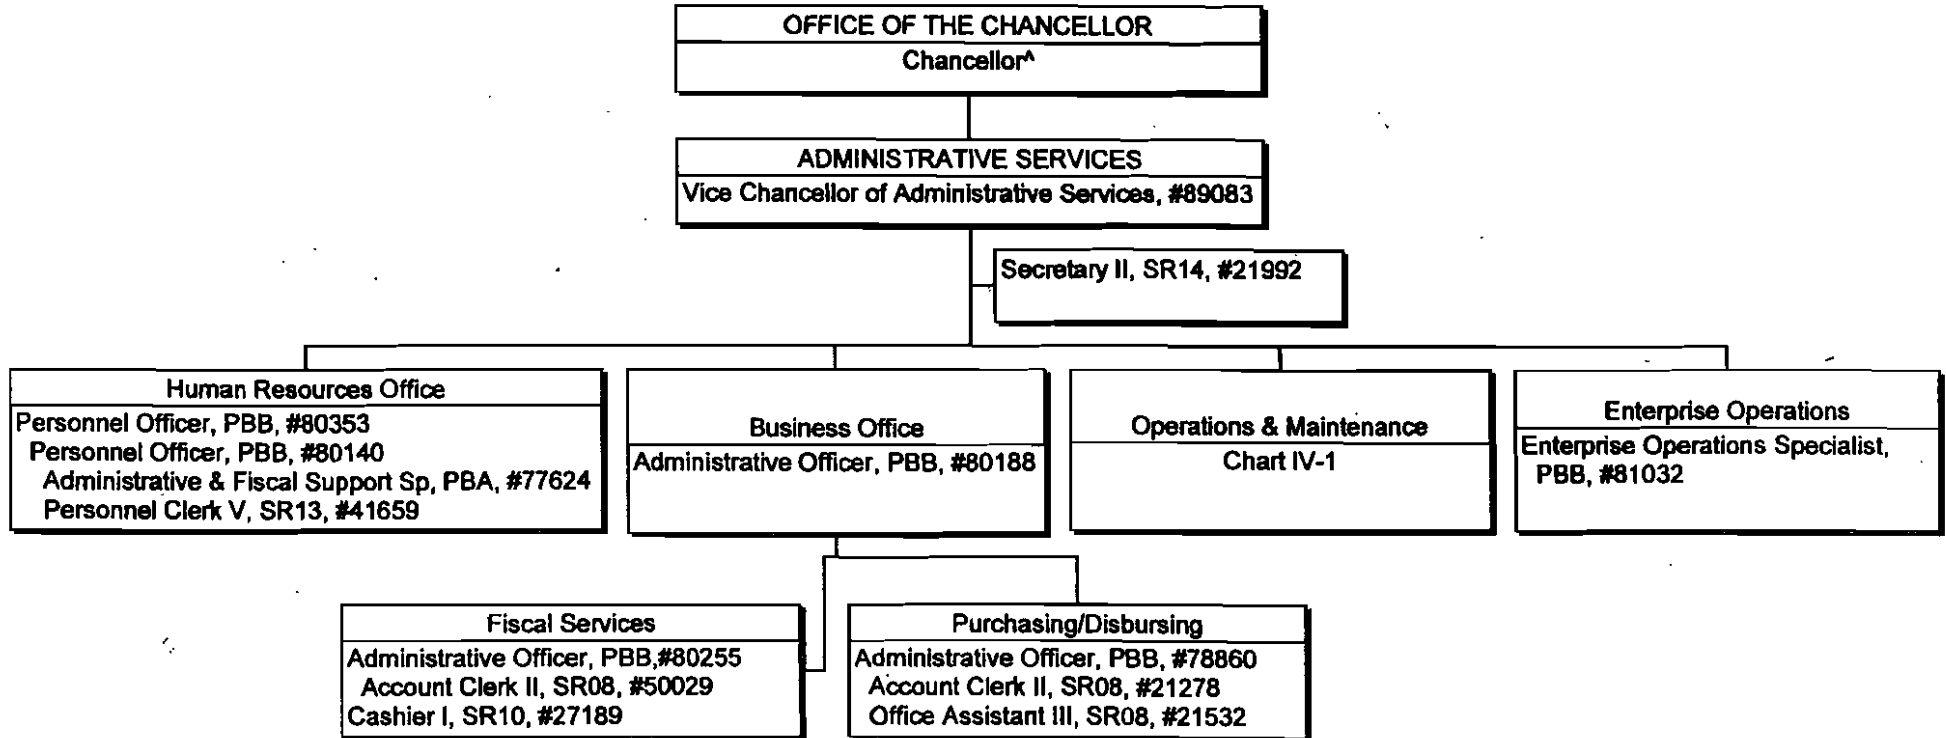 OFFICE OF THE CHANCELLOR
Chancellor^
ADMINISTRATIVE SERVICES
Vice Chancellor of Administrative Services, #89083
Secretary II, SR14, #21992
Human Resources Office
Personnel Officer, PBB, #80353
Personnel Officer, PBB, #80140
Administrative & Fiscal Support Sp, PBA, #77624
Personnel Clerk V, SR13, #41659
Business Office
Administrative Officer, PBB, #80188
Operations & Maintenance
Chart IV-1
Enterprise Operations
Enterprise Operations Specialist,
PBB, #81032
Fiscal Services
Administrative Officer, PBB,#80255
Account Clerk II, SR08, #50029
Cashier I, SR10, #27189
Purchasing/Disbursing
Administrative Officer, PBB, #78860
Account Clerk II, SR08, #21278
Office Assistant III, SR08, #21532